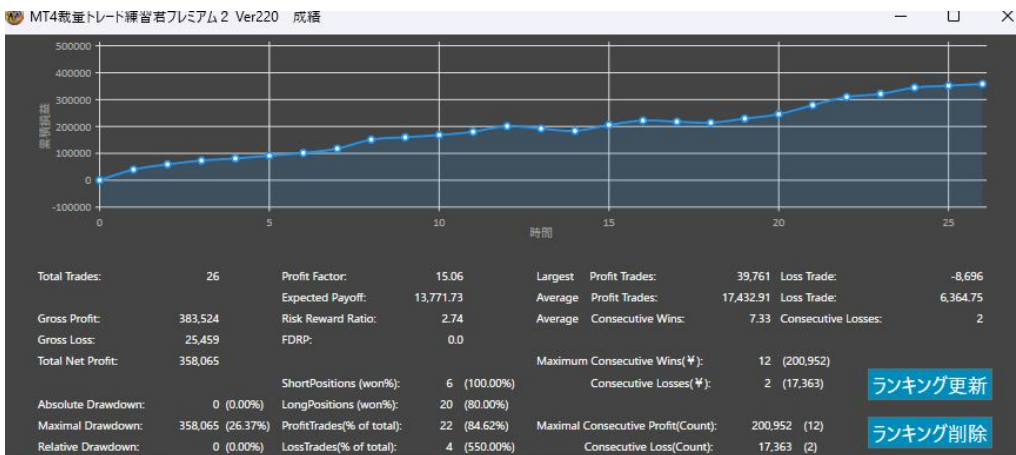 MT4裁量トレード練習君プレミアム2 Ver220 成績
500000
400000
300000
200000
100000
0
-100000
累積損益
0 5 10 15 20 25
時間
Total Trades: 26 Profit Factor: 15.06 Largest Profit Trades: 39,761 Loss Trade: -8,696
Expected Payoff: 13,771.73 Average Profit Trades: 17,432.91 Loss Trade: 6,364.75
Gross Profit: 383,524 Risk Reward Ratio: 2.74 Average Consecutive Wins: 7.33 Consecutive Losses: 2
Gross Loss: 25,459 FDRP: 0.0
Total Net Profit: 358,065 Maximum Consecutive Wins(¥): 12 (200,952)
ShortPositions (won%): 6 (100.00%) Consecutive Losses(¥): 2 (17,363) ランキング更新
Absolute Drawdown: 0 (0.00%) LongPositions (won%): 20 (80.00%)
Maximal Drawdown: 358,065 (26.37%) ProfitTrades(% of total): 22 (84.62%) Maximal Consecutive Profit(Count): 200,952 (12) ランキング削除
Relative Drawdown: 0 (0.00%) LossTrades(% of total): 4 (550.00%) Consecutive Loss(Count): 17,363 (2)